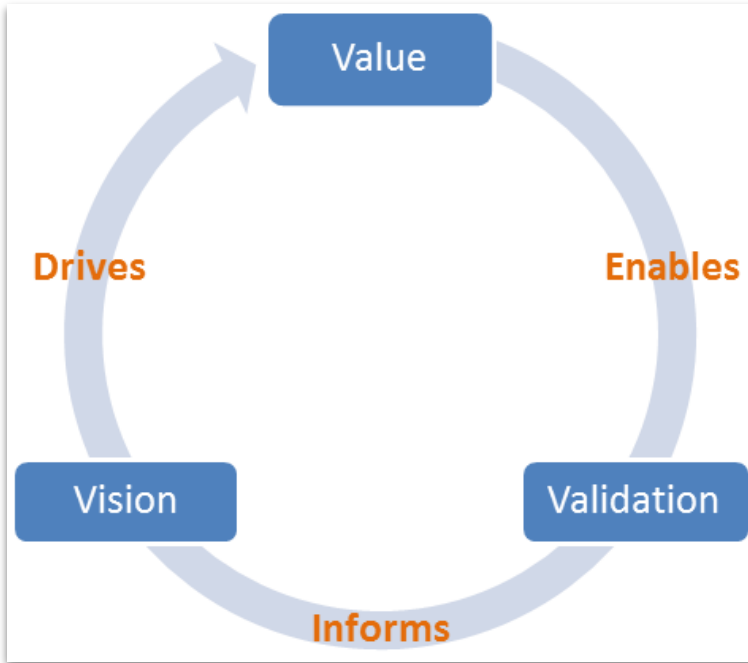 Value
Drives
Enables
Vision
Validation
Informs